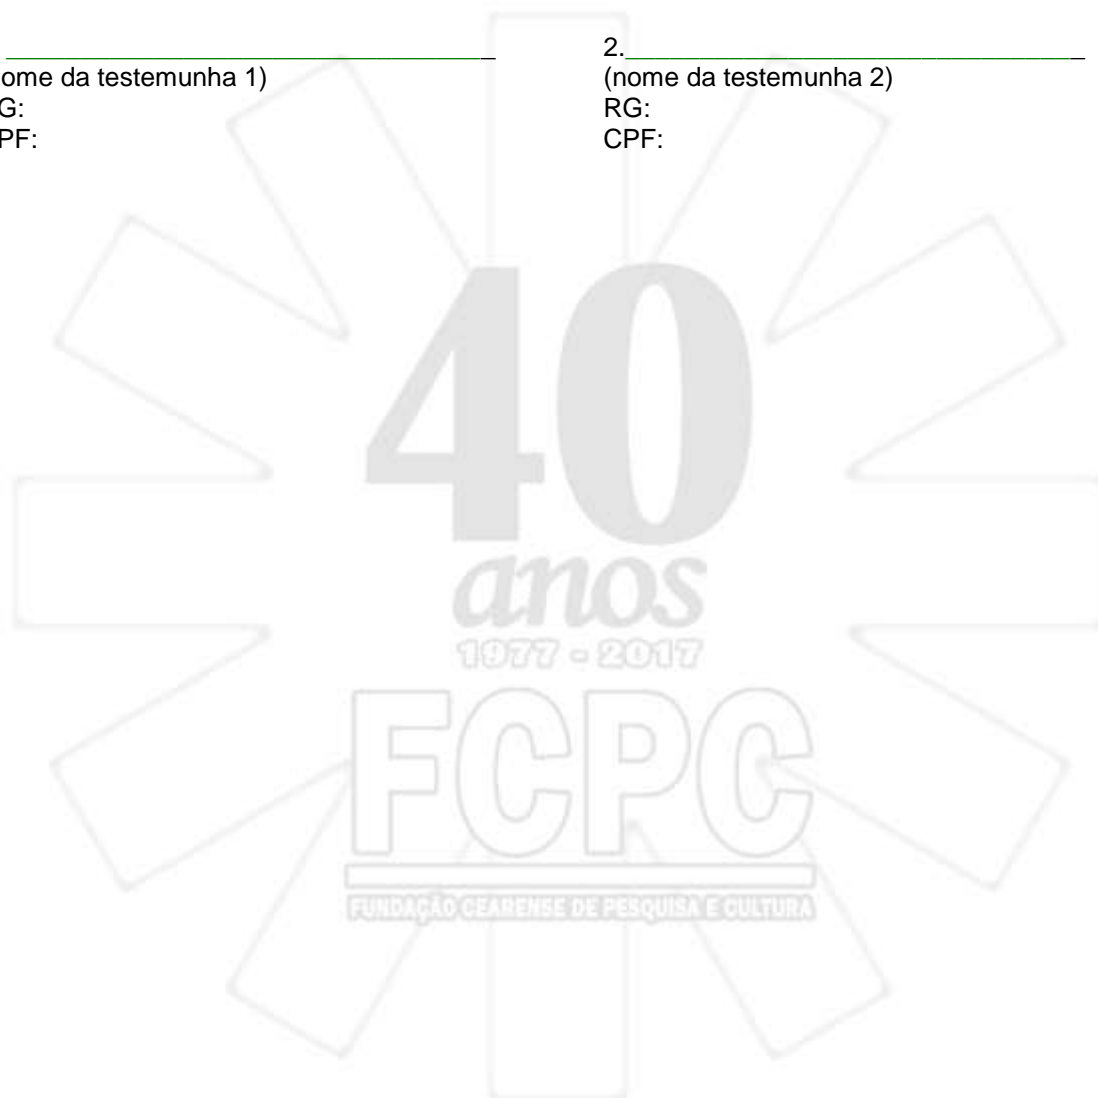 _________________________________
2.________________________________
ome da testemunha 1)
(nome da testemunha 2)
G:
RG:
PF:
CPF:
40
anos
1977 - 2017
FCPC
FUNDAÇÃO CEARENSE DE PESQUISA E CULTURA